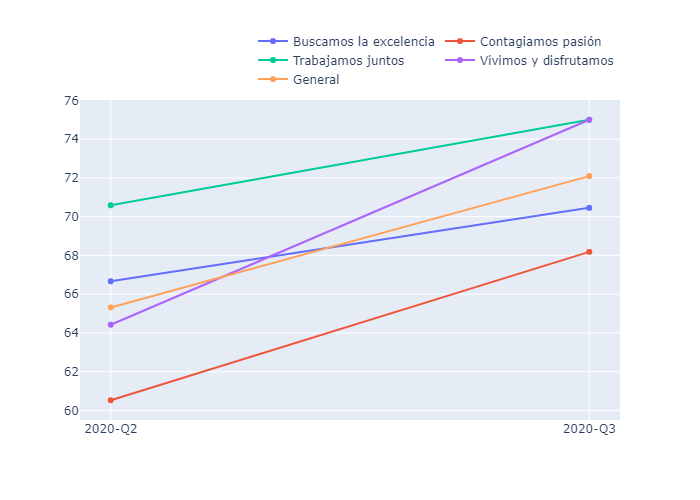 Buscamos la excelencia Contagiamos pasión
Trabajamos juntos Vivimos y disfrutamos
General
76
74
72
70
68
66
64
62
60
2020-Q2 2020-Q3